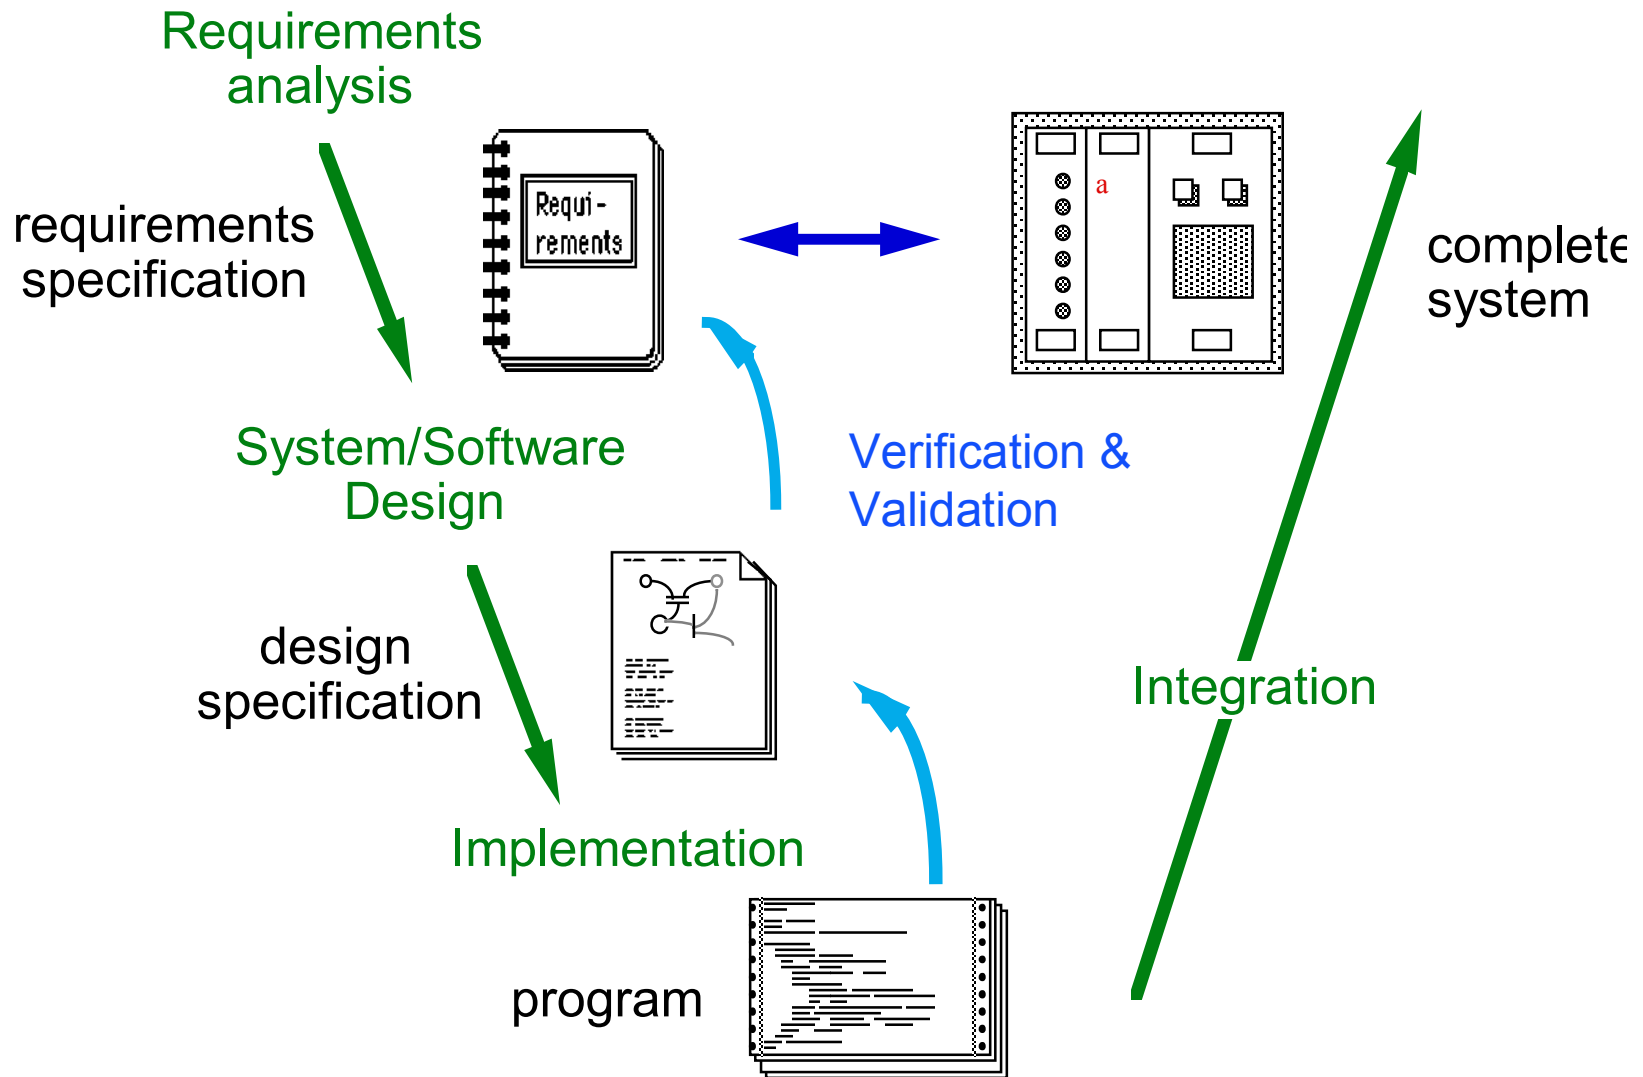 Requirements
analysis
requirements
specification
Requi-
rements
a
complete
system
System/Software
Design
Verification &
Validation
design
specification
Integration
Implementation
program